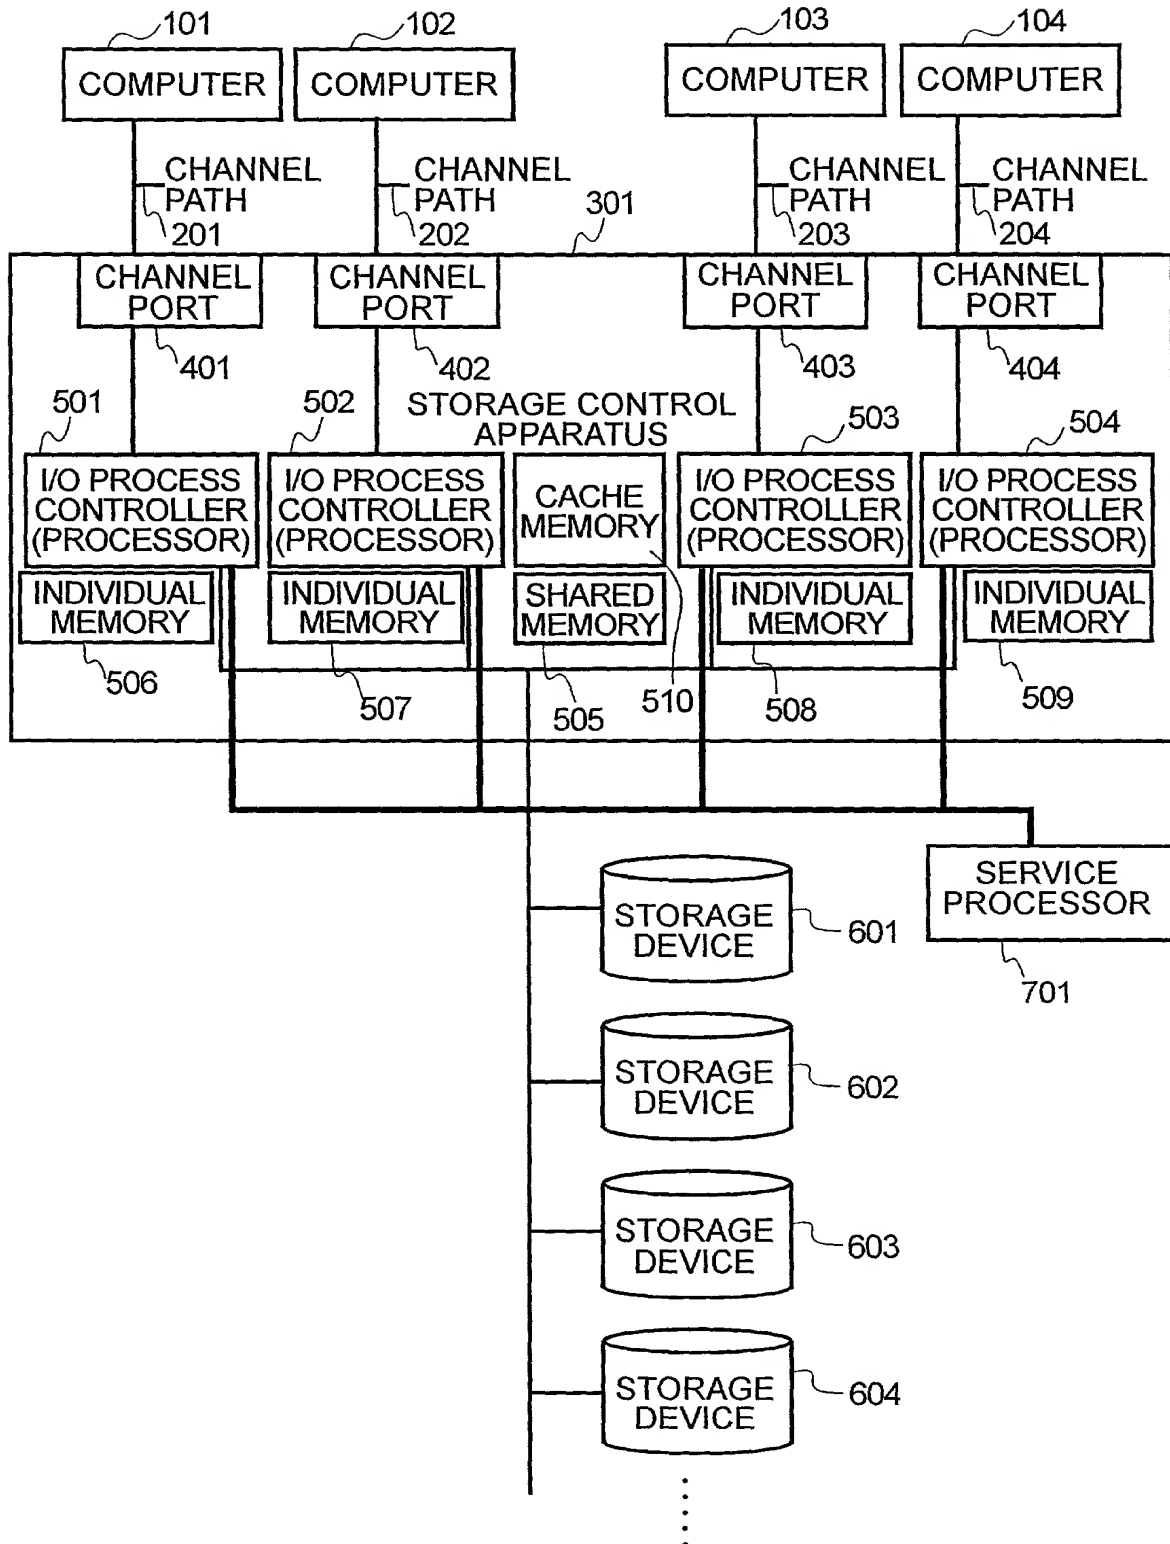 101
102
103
104
COMPUTER
COMPUTER
COMPUTER
COMPUTER
CHANNEL
PATH
201
CHANNEL
PATH
202
301
CHANNEL
PATH
203
CHANNEL
PATH
204
CHANNEL
PORT
401
CHANNEL
PORT
402
CHANNEL
PORT
403
CHANNEL
PORT
404
STORAGE CONTROL
APPARATUS
501
I/O PROCESS
CONTROLLER
(PROCESSOR)
502
I/O PROCESS
CONTROLLER
(PROCESSOR)
CACHE
MEMORY
503
I/O PROCESS
CONTROLLER
(PROCESSOR)
504
I/O PROCESS
CONTROLLER
(PROCESSOR)
INDIVIDUAL
MEMORY
506
INDIVIDUAL
MEMORY
507
SHARED
MEMORY
505
510
INDIVIDUAL
MEMORY
508
INDIVIDUAL
MEMORY
509
SERVICE
PROCESSOR
701
STORAGE
DEVICE
601
STORAGE
DEVICE
602
STORAGE
DEVICE
603
STORAGE
DEVICE
604